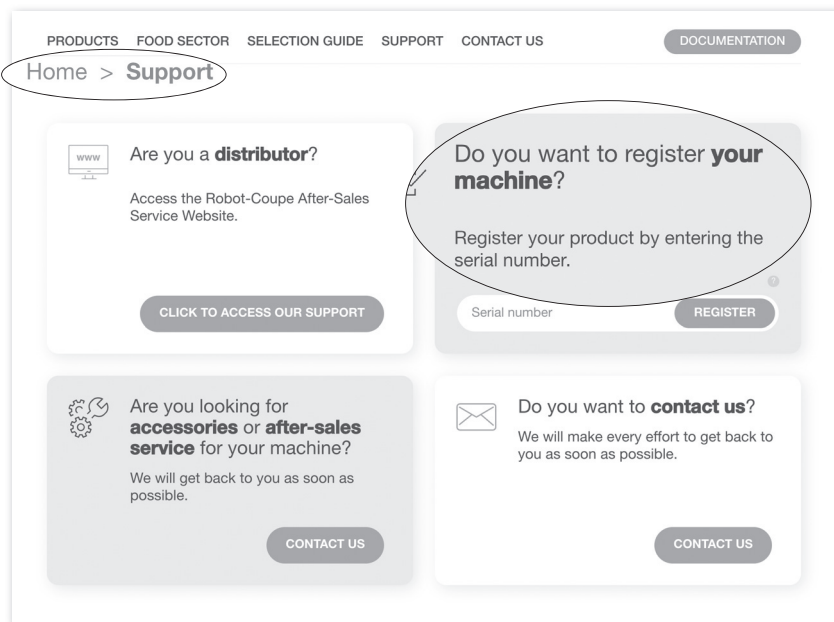 PRODUCTS FOOD SECTOR SELECTION GUIDE SUPPORT CONTACT US DOCUMENTATION
Home > Support
www
Are you a distributor?
Access the Robot-Coupe After-Sales
Service Website.
CLICK TO ACCESS OUR SUPPORT
Do you want to register your
machine?
Register your product by entering the
serial number.
?
Serial number REGISTER
Are you looking for
accessories or after-sales
service for your machine?
We will get back to you as soon as
possible.
CONTACT US
Do you want to contact us?
We will make every effort to get back to
you as soon as possible.
CONTACT US